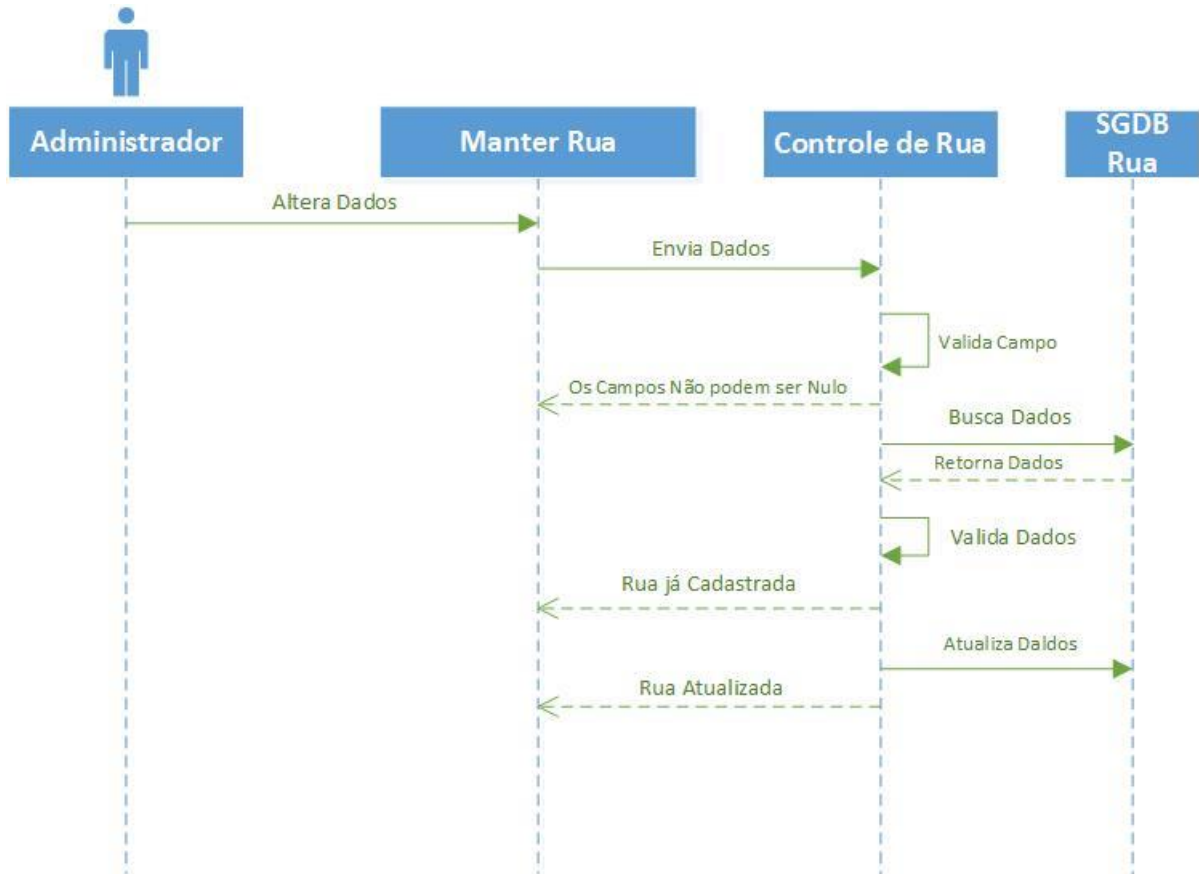 Administrador
Manter Rua
Controle de Rua
SGDB
Rua
Altera Dados
Envia Dados
Valida Campo
Os Campos Não podem ser Nulo
Busca Dados
Retorna Dados
Valida Dados
Rua já Cadastrada
Atualiza Daldos
Rua Atualizada